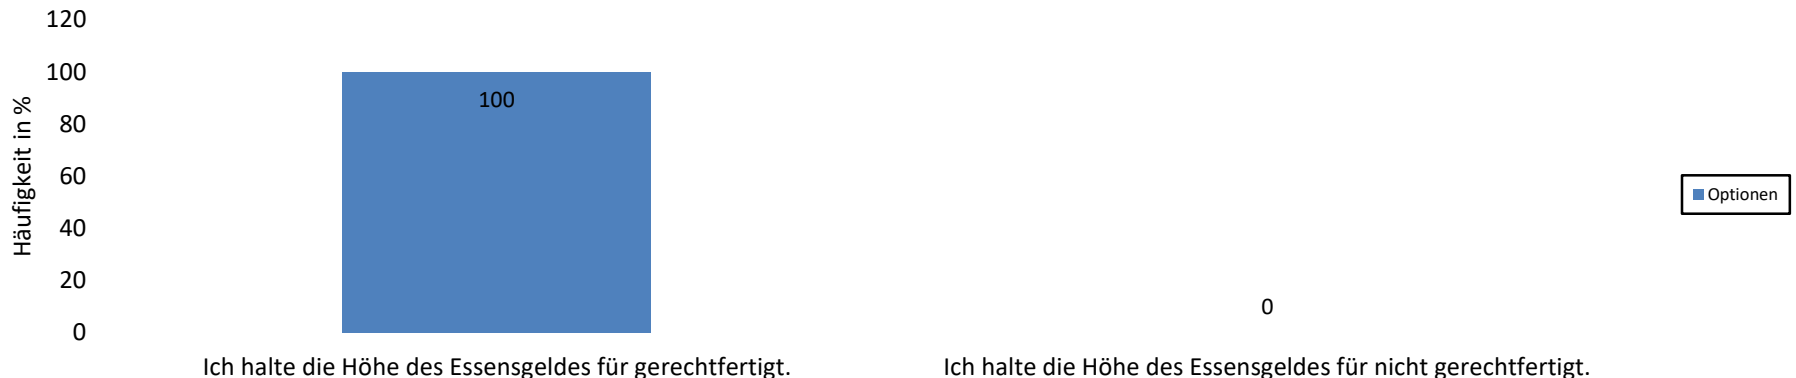 120
100
80
60
40
20
0
Häufigkeit in %
100
0
Ich halte die Höhe des Essensgeldes für gerechtfertigt.
Ich halte die Höhe des Essensgeldes für nicht gerechtfertigt.
Optionen